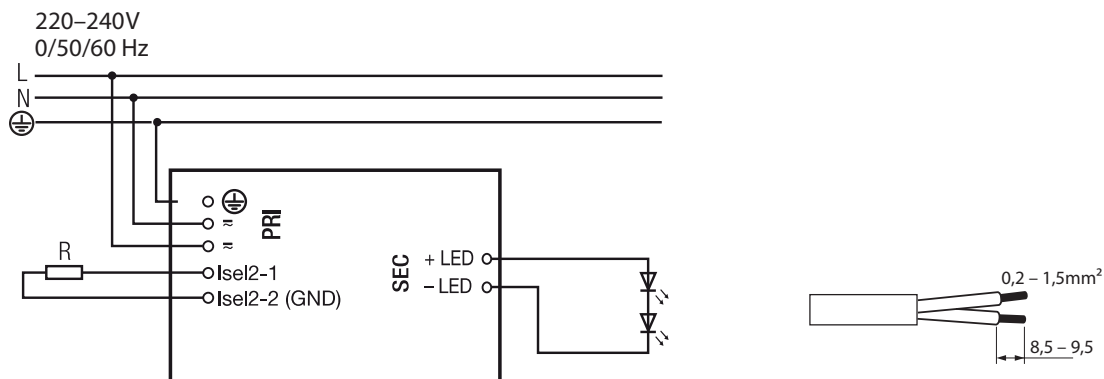 220–240V
0/50/60 Hz
L
N
PRI
≂
≂
R
Isel2-1
Isel2-2 (GND)
SEC
+ LED
– LED
0,2 – 1,5mm²
8,5 – 9,5